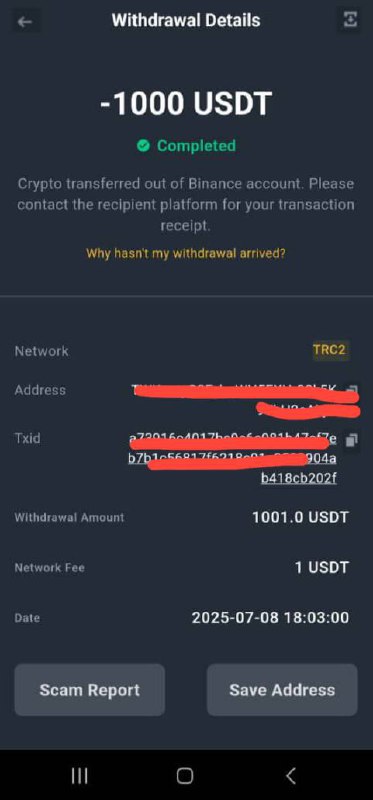 Withdrawal Details
-1000 USDT
Completed
Crypto transferred out of Binance account. Please
contact the recipient platform for your transaction
receipt.
Why hasn't my withdrawal arrived?
Network
TRC2
Address
Txid
904a
b418cb202f
Withdrawal Amount
1001.0 USDT
Network Fee
1 USDT
Date
2025-07-08 18:03:00
Scam Report
Save Address